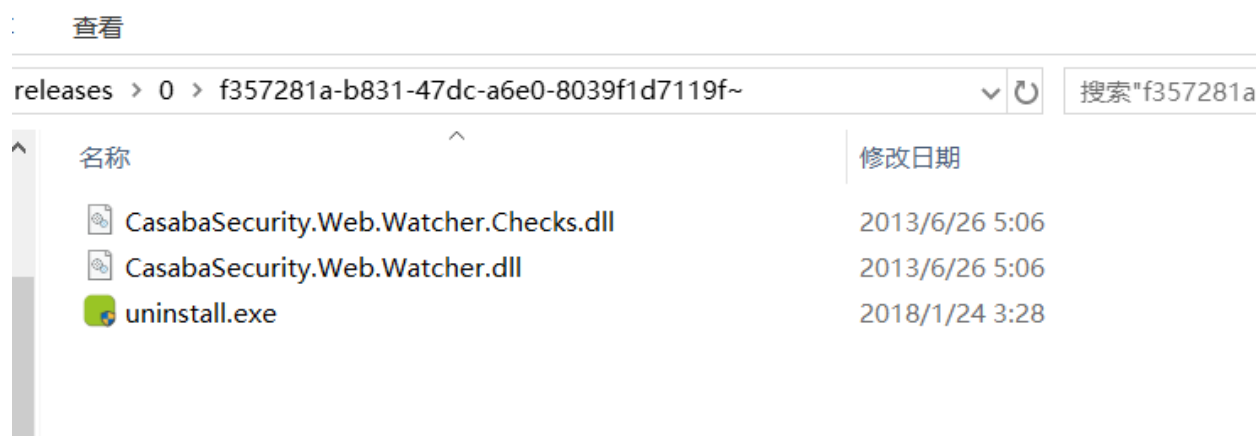 查看
releases > 0 > f357281a-b831-47dc-a6e0-8039f1d7119f~ 搜索"f357281a
名称 修改日期
CasabaSecurity.Web.Watcher.Checks.dll 2013/6/26 5:06
CasabaSecurity.Web.Watcher.dll 2013/6/26 5:06
uninstall.exe 2018/1/24 3:28